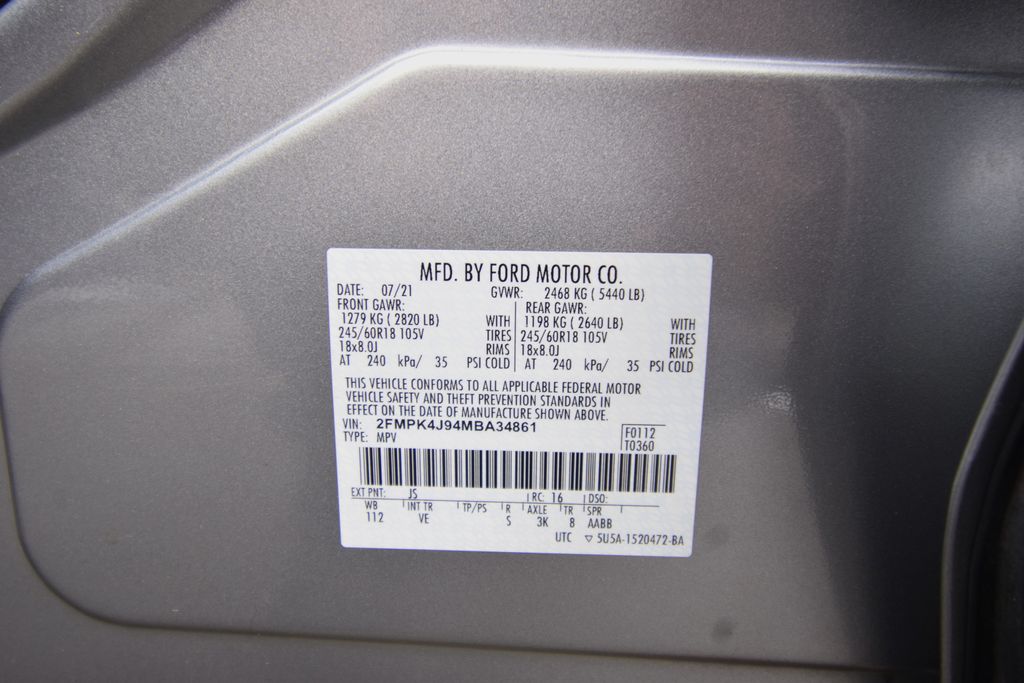 MFD. BY FORD MOTOR CO.
DATE: 07/21 GVWR: 2468 KG ( 5440 LB)
FRONT GAWR: REAR GAWR:
1279 KG ( 2820 LB) WITH 1198 KG ( 2640 LB) WITH
245/60R18 105V TIRES 245/60R18 105V TIRES
18x8.0J RIMS 18x8.0J RIMS
AT 240 kPa/ 35 PSI COLD AT 240 kPa/ 35 PSI COLD
THIS VEHICLE CONFORMS TO ALL APPLICABLE FEDERAL MOTOR
VEHICLE SAFETY AND THEFT PREVENTION STANDARDS IN
EFFECT ON THE DATE OF MANUFACTURE SHOWN ABOVE.
VIN: 2FMPK4J94MBA34861 F0112
TYPE: MPV T0360
EXT PNT: JS RC: 16 DSO:
WB INT TR TP/PS R AXLE TR SPR
112 VE S 3K 8 AABB
UTC ▽ 5U5A-1520472-BA